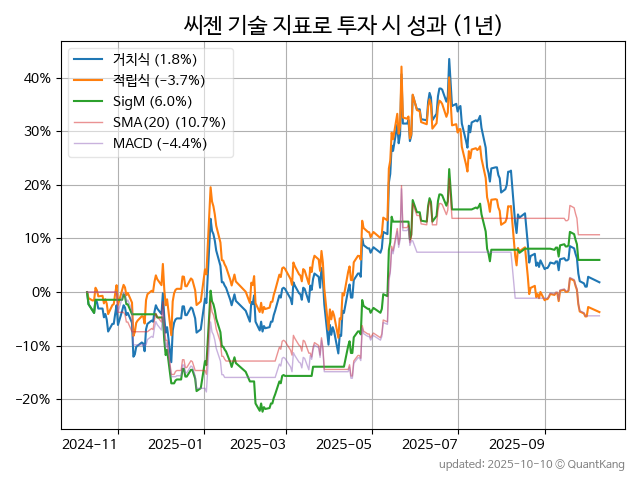 씨젠 기술 지표로 투자 시 성과 (1년)
거치식 (1.8%)
적립식 (−3.7%)
SigM (6.0%)
SMA(20) (10.7%)
MACD (−4.4%)
40%
30%
20%
10%
0%
−10%
−20%
2024-11
2025-01
2025-03
2025-05
2025-07
2025-09
updated: 2025-10-10 © QuantKang